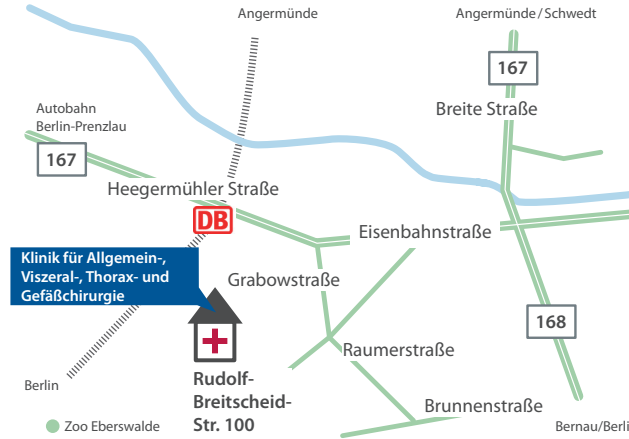 Angermünde
Angermünde/Schwedt
167
Breite Straße
Autobahn
Berlin-Prenzlau
167
Heegermühler Straße
DB
Eisenbahnstraße
Klinik für Allgemein-,
Viszeral-, Thorax- und
Gefäßchirurgie
Grabowstraße
168
Raumerstraße
Berlin
Rudolf-
Breitscheid-
Str. 100
Brunnenstraße
Zoo Eberswalde
Bernau/Berli